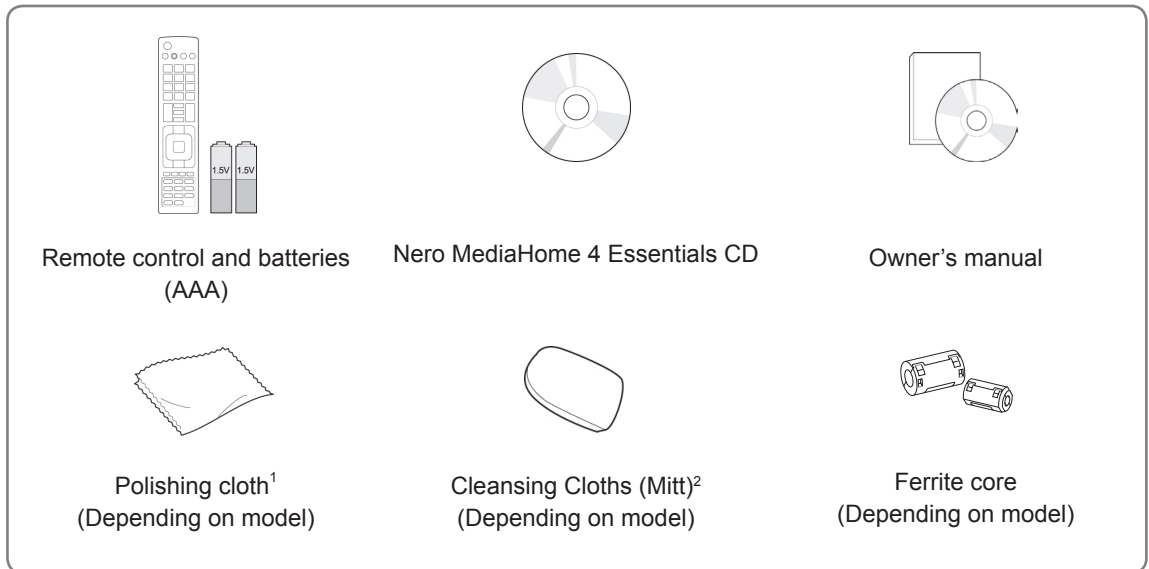 1.5V 1.5V
Remote control and batteries
(AAA)
Nero MediaHome 4 Essentials CD
Owner’s manual
Polishing cloth1
(Depending on model)
Cleansing Cloths (Mitt)2
(Depending on model)
Ferrite core
(Depending on model)